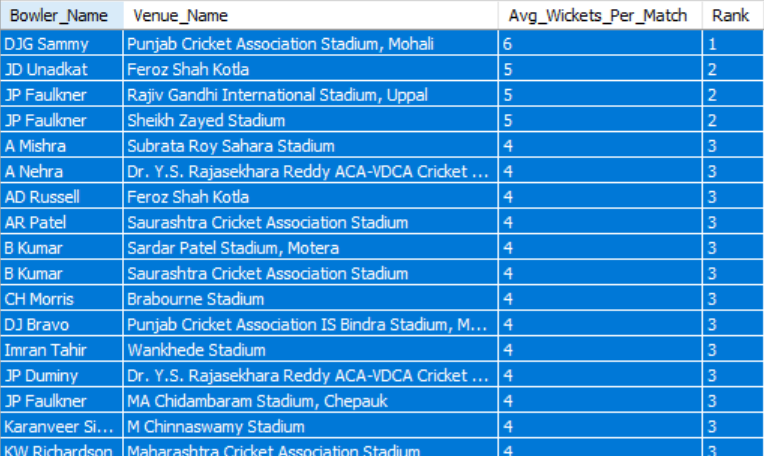 Bowler_Name Venue_Name Avg_Wickets_Per_Match Rank
DJG Sammy Punjab Cricket Association Stadium, Mohali 6 1
JD Unadkat Feroz Shah Kotla 5 2
JP Faulkner Rajiv Gandhi International Stadium, Uppal 5 2
JP Faulkner Sheikh Zayed Stadium 5 2
A Mishra Subrata Roy Sahara Stadium 4 3
A Nehra Dr. Y.S. Rajasekhara Reddy ACA-VDCA Cricket ... 4 3
AD Russell Feroz Shah Kotla 4 3
AR Patel Saurashtra Cricket Association Stadium 4 3
B Kumar Sardar Patel Stadium, Motera 4 3
B Kumar Saurashtra Cricket Association Stadium 4 3
CH Morris Brabourne Stadium 4 3
DJ Bravo Punjab Cricket Association IS Bindra Stadium, M... 4 3
Imran Tahir Wankhede Stadium 4 3
JP Duminy Dr. Y.S. Rajasekhara Reddy ACA-VDCA Cricket ... 4 3
JP Faulkner MA Chidambaram Stadium, Chepauk 4 3
Karanveer Si... M Chinnaswamy Stadium 4 3
KW Richardson Maharashtra Cricket Association Stadium 4 3